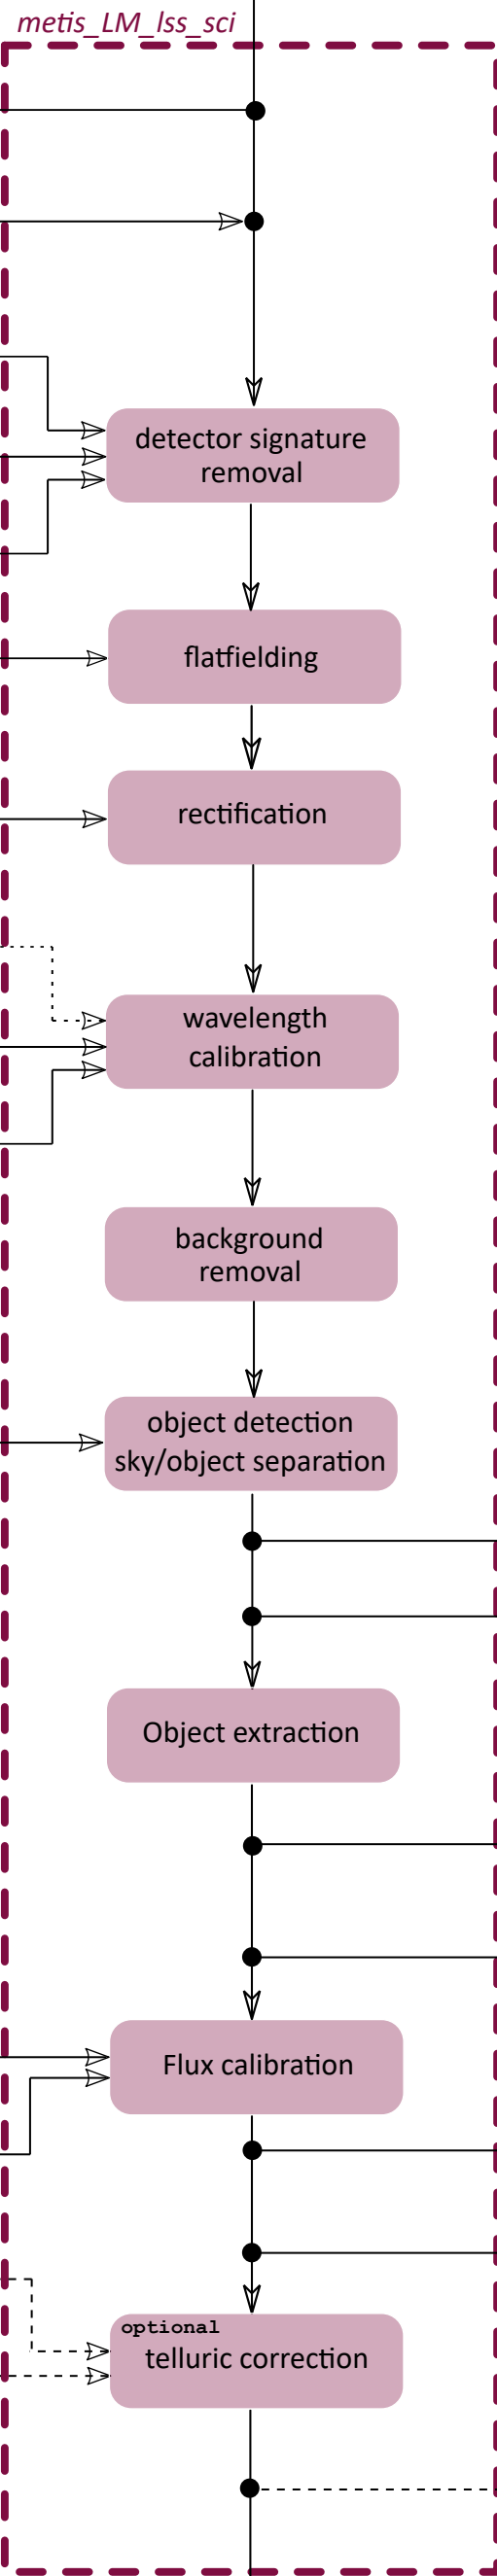 metis_LM_lss_sci
detector signature
removal
flatfielding
rectification
wavelength
calibration
background
removal
object detection
sky/object separation
Object extraction
Flux calibration
optional
telluric correction